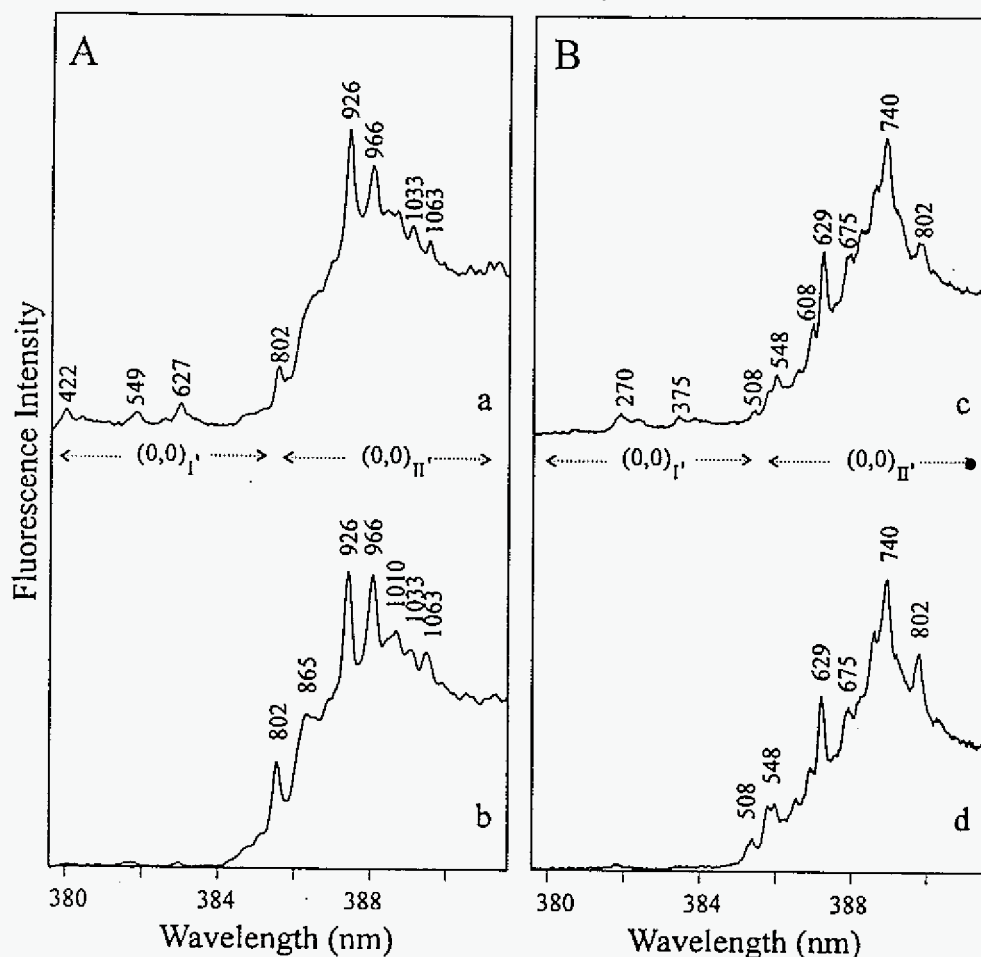 A
926
966
1033
1063
802
422
549
627
a
(0,0)I'
(0,0)II'
926
966
1010
1033
1063
865
802
b
380
384
388
Wavelength (nm)
Fluorescence Intensity
B
740
629
675
802
608
548
508
270
375
c
(0,0)I'
(0,0)II'
740
802
629
675
548
508
d
380
384
388
Wavelength (nm)